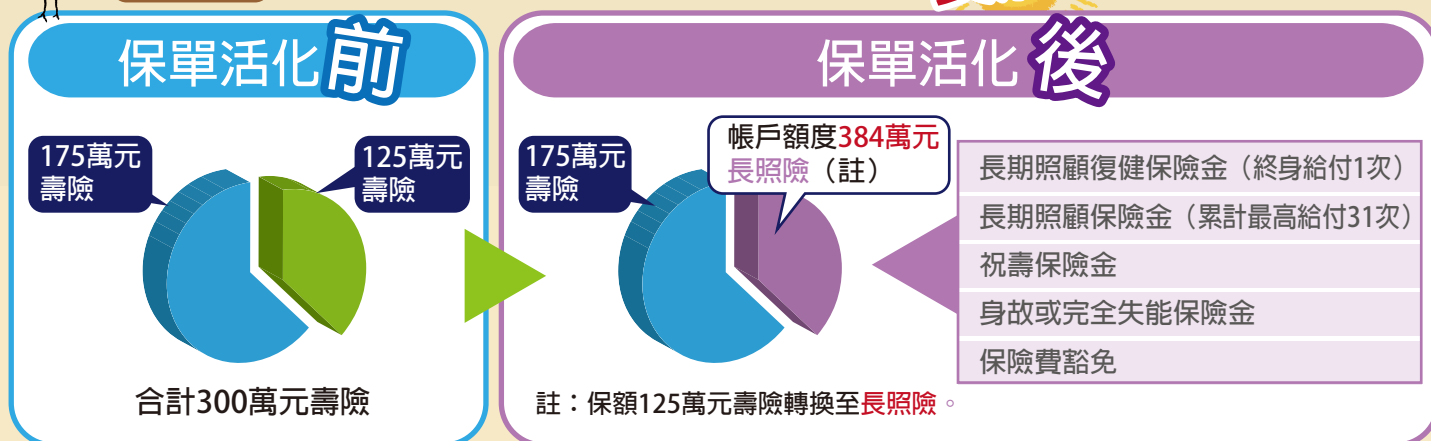 保單活化前
175萬元
壽險
125萬元
壽險
合計300萬元壽險
保單活化後
175萬元
壽險
帳戶額度384萬元
長照險（註）
長期照顧復健保險金（終身給付1次）
長期照顧保險金（累計最高給付31次）
祝壽保險金
身故或完全失能保險金
保險費豁免
註：保額125萬元壽險轉換至長照險。